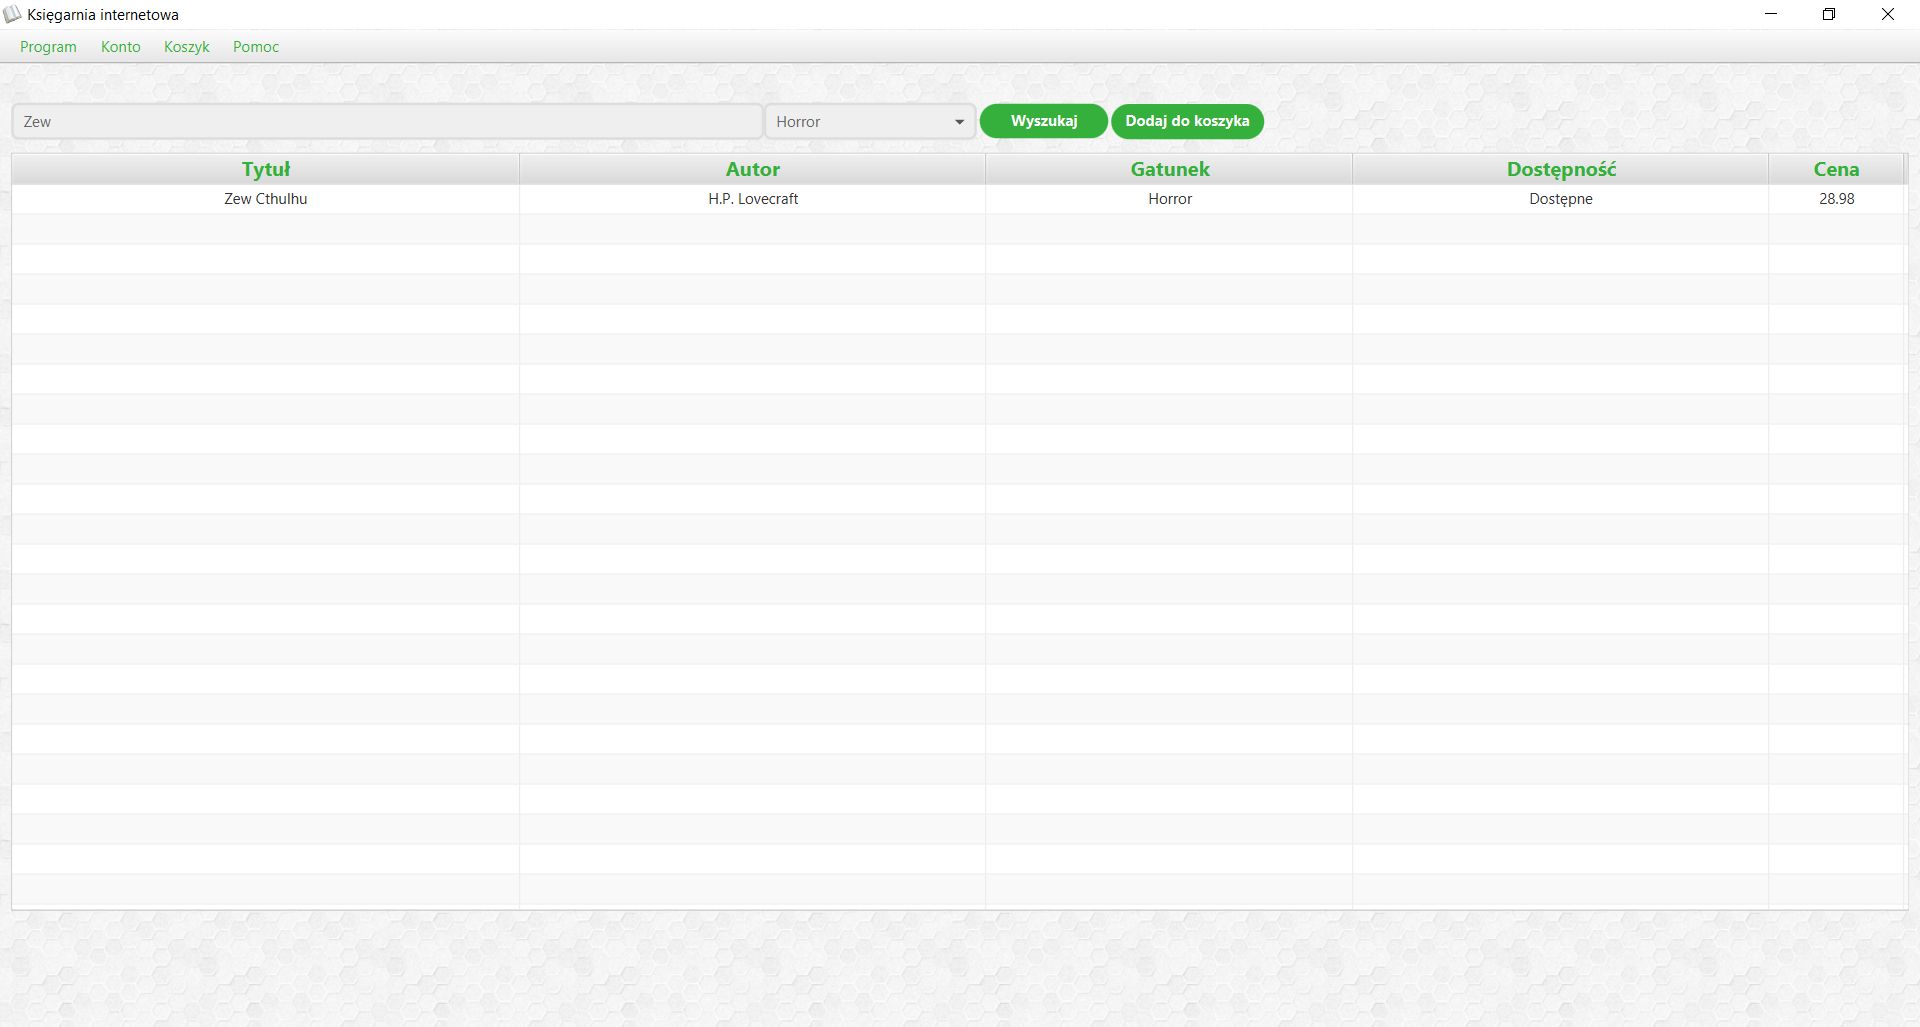 Księgarnia internetowa
Program Konto Koszyk Pomoc
Zew Horror Wyszukaj Dodaj do koszyka
Tytuł Autor Gatunek Dostępność Cena
Zew Cthulhu H.P. Lovecraft Horror Dostępne 28.98